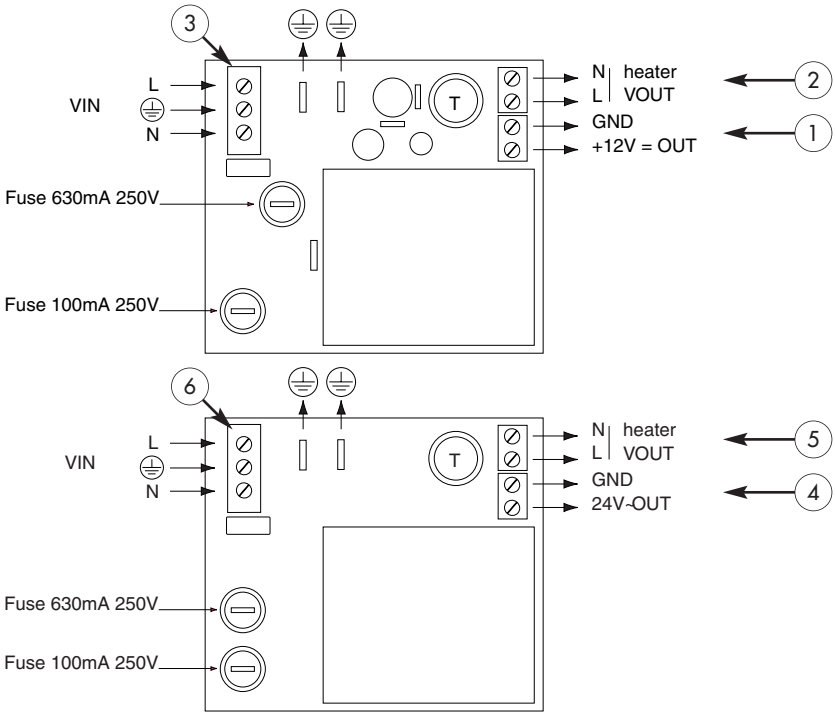 3
L
VIN
N
N heater
L VOUT
2
GND
+12V = OUT
1
T
Fuse 630mA 250V
Fuse 100mA 250V
6
L
VIN
N
N heater
L VOUT
5
GND
24V~OUT
4
T
Fuse 630mA 250V
Fuse 100mA 250V